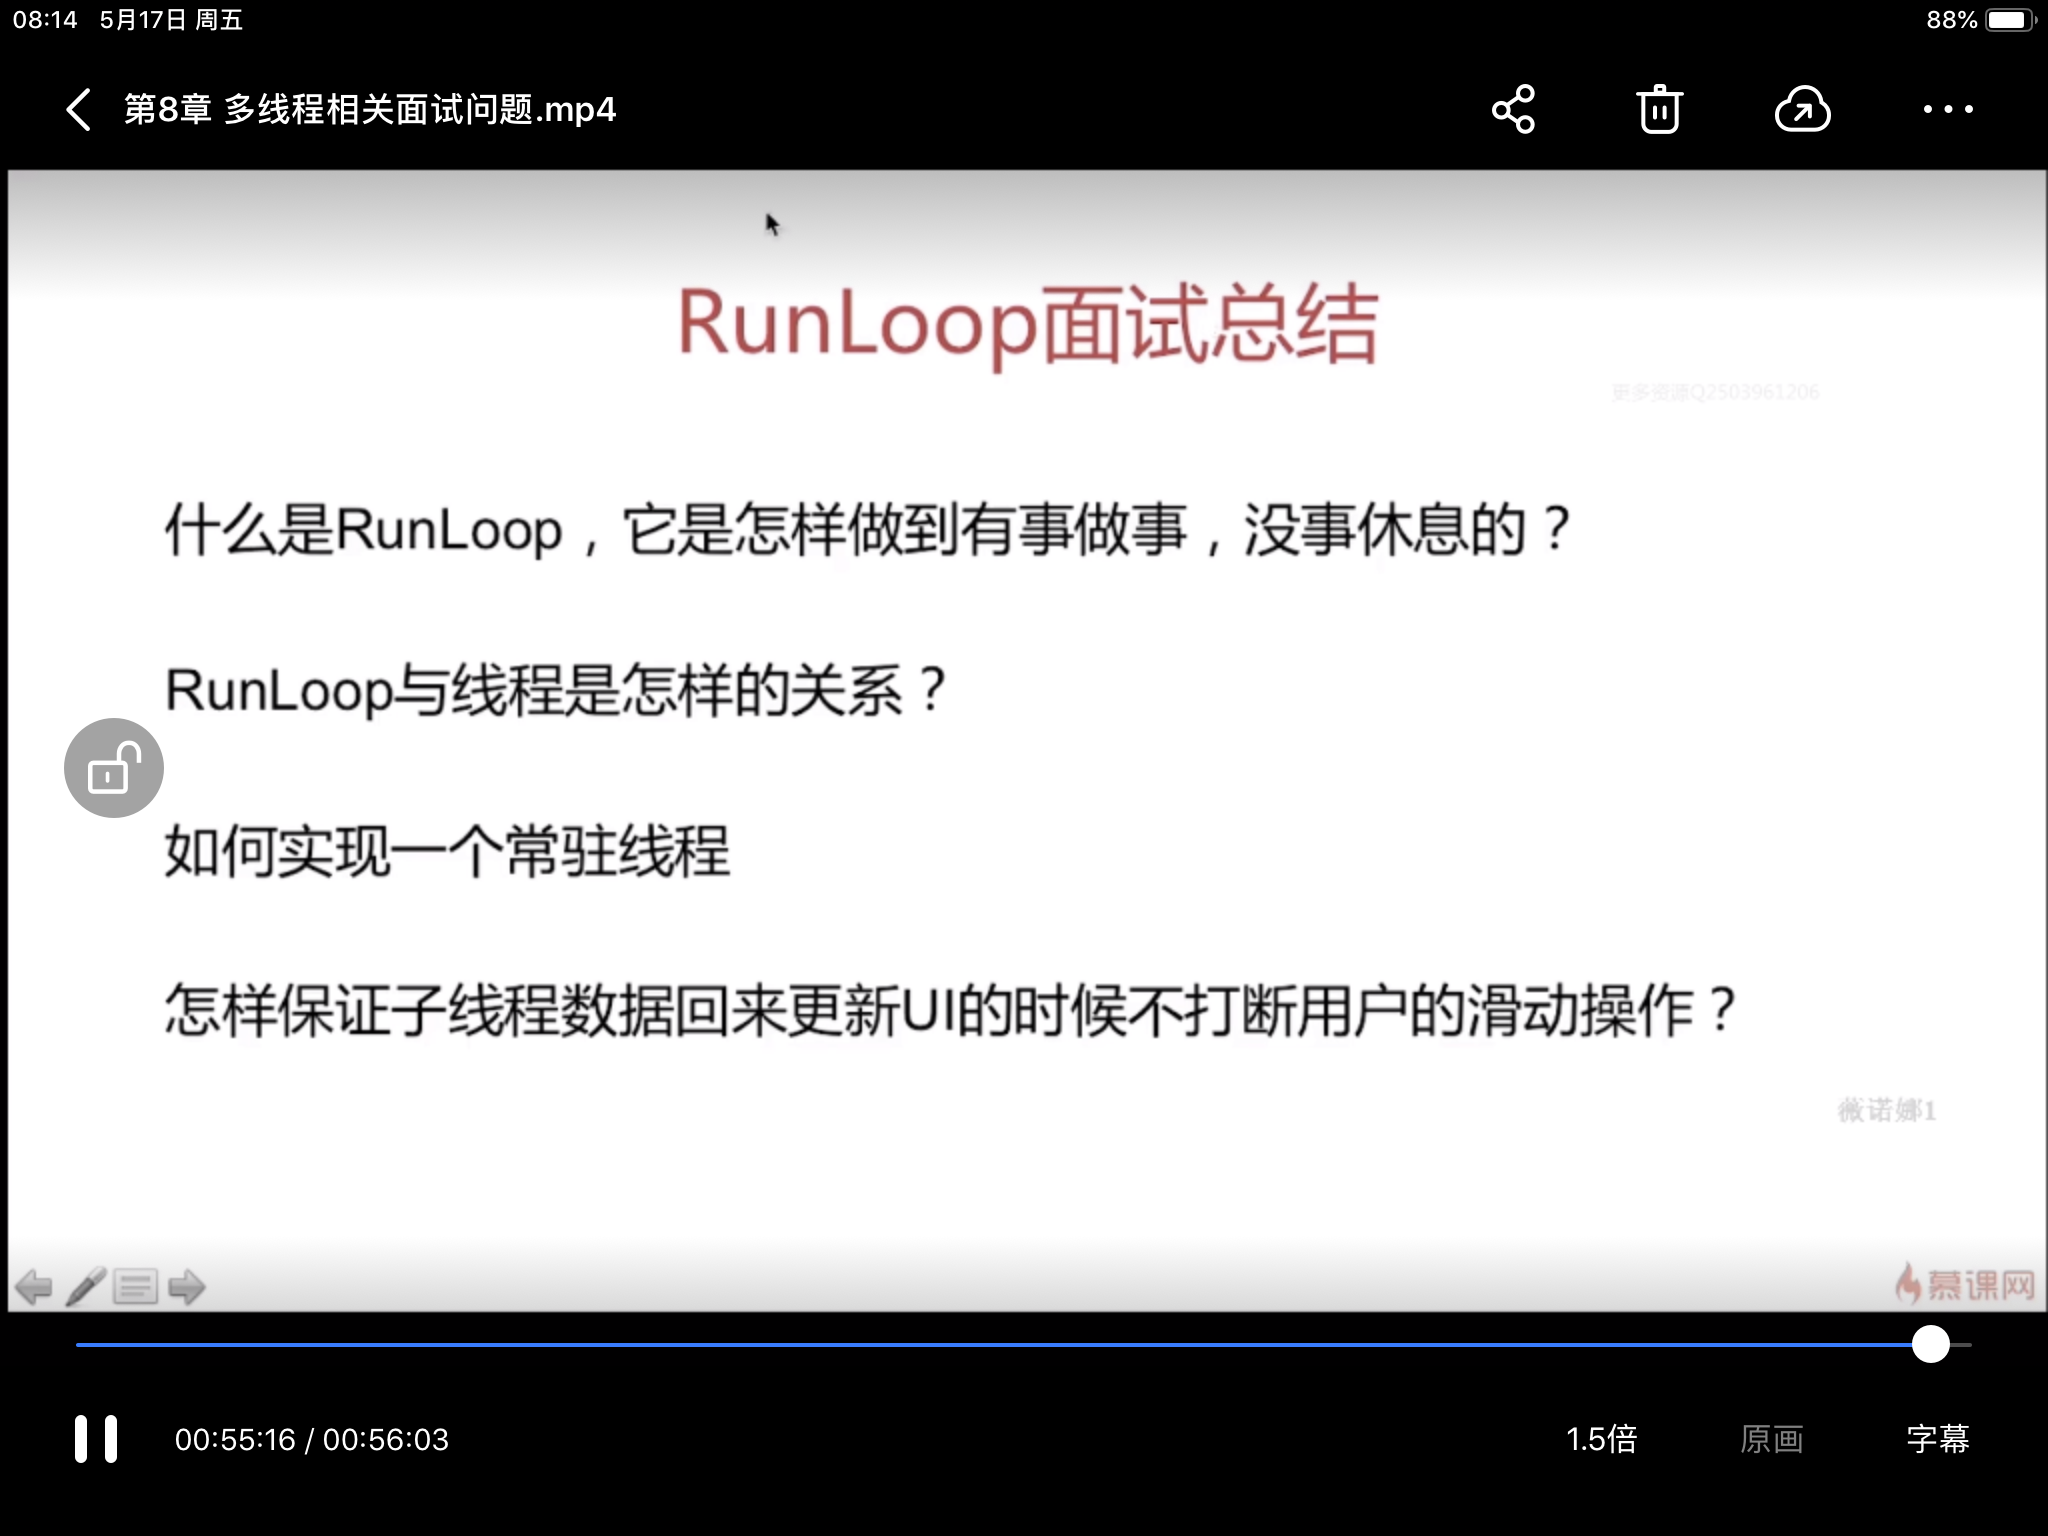 08:14 5月17日 周五 88%
第8章 多线程相关面试问题.mp4
RunLoop面试总结
更多资源Q2503961206
什么是RunLoop，它是怎样做到有事做事，没事休息的？
RunLoop与线程是怎样的关系？
如何实现一个常驻线程
怎样保证子线程数据回来更新UI的时候不打断用户的滑动操作？
薇诺娜1
慕课网
00:55:16 / 00:56:03 1.5倍 原画 字幕